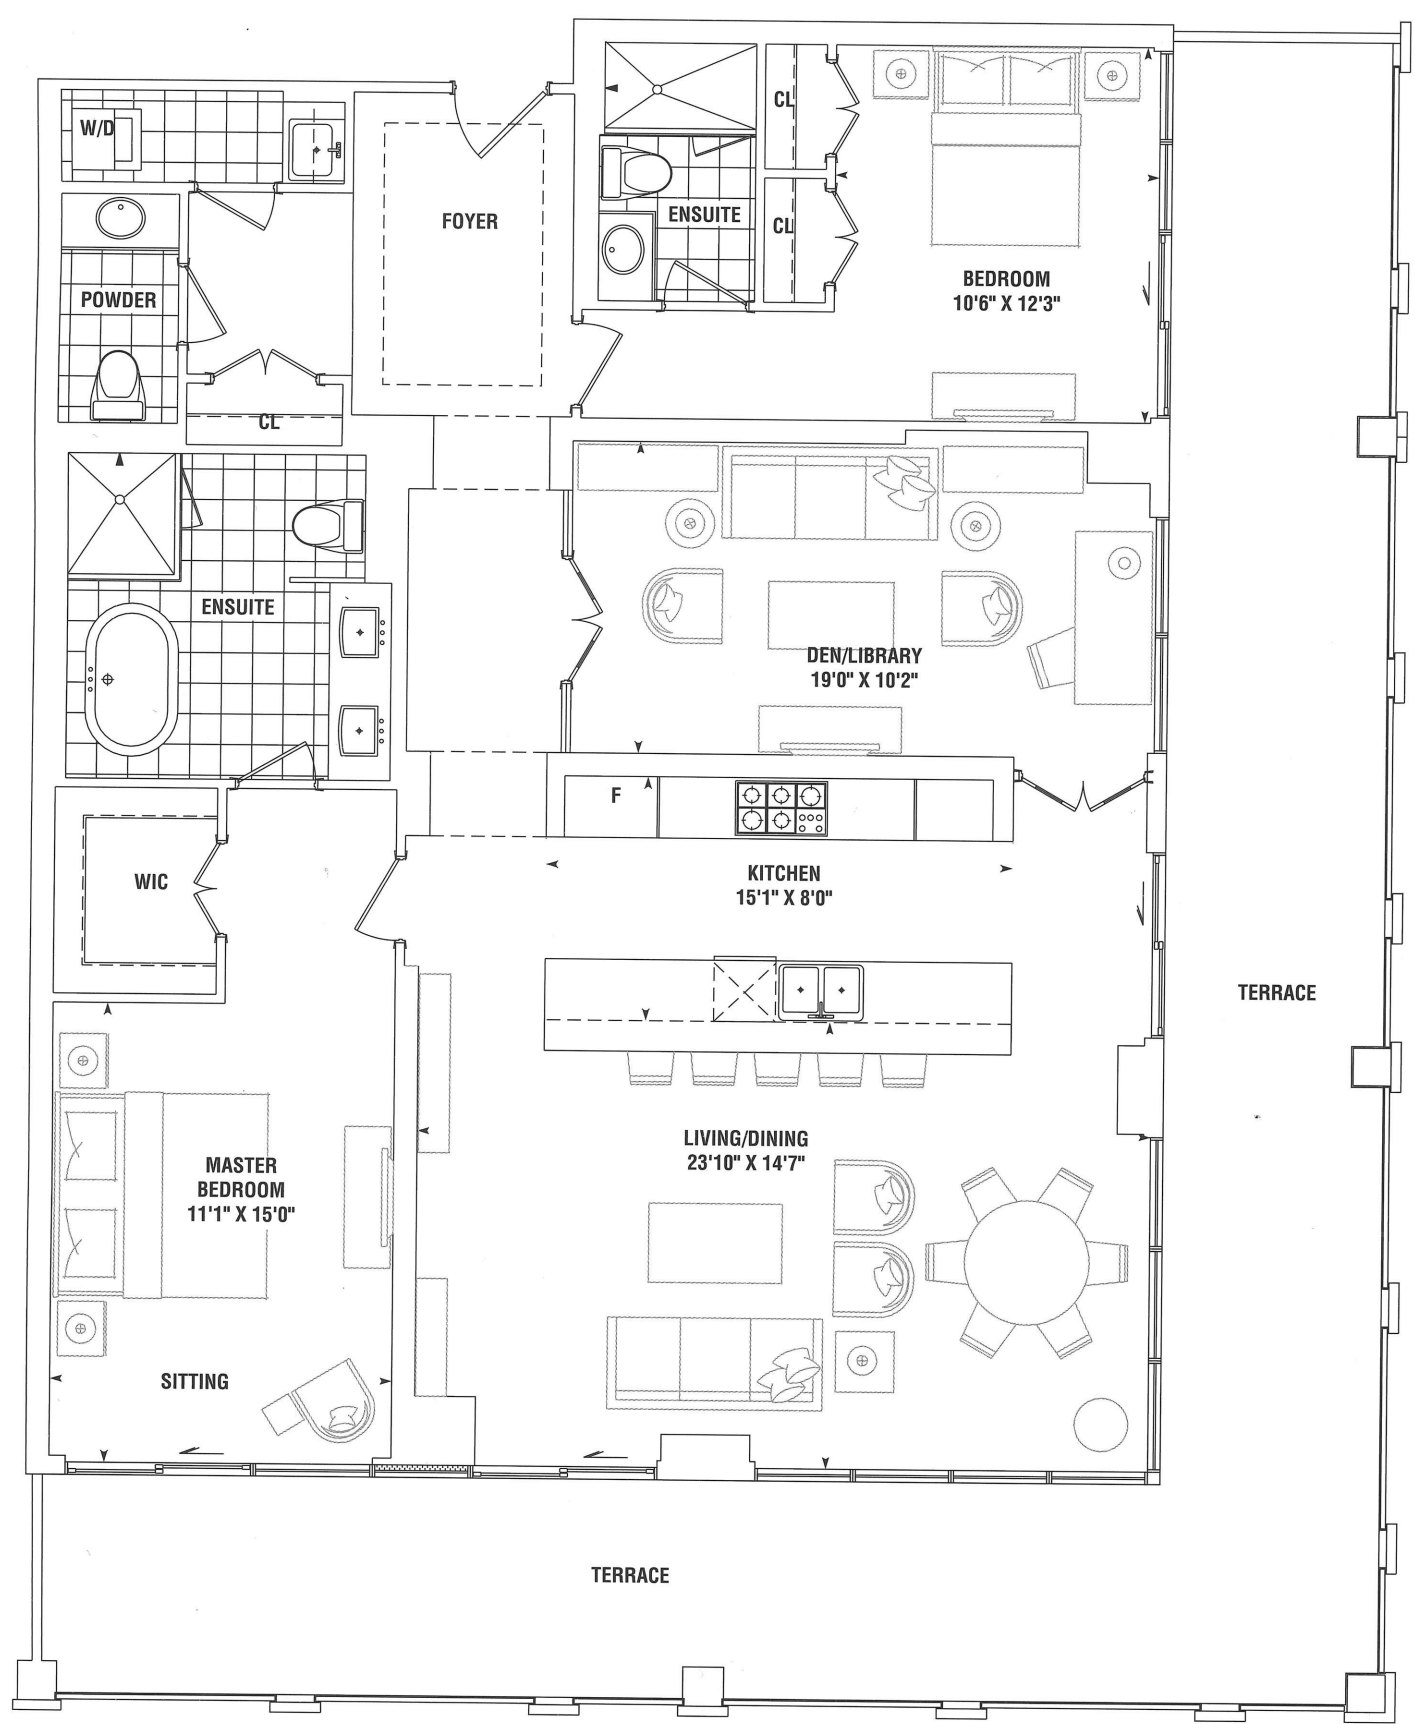 W/D
CL
FOYER
ENSUITE
CL
POWDER
BEDROOM
10'6" X 12'3"
CL
ENSUITE
DEN/LIBRARY
19'0" X 10'2"
F
WIC
KITCHEN
15'1" X 8'0"
TERRACE
LIVING/DINING
23'10" X 14'7"
MASTER
BEDROOM
11'1" X 15'0"
SITTING
TERRACE